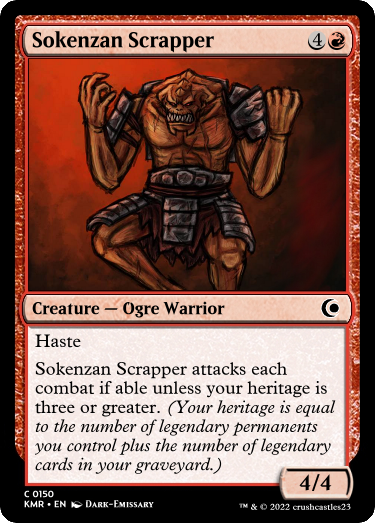 Sokenzan Scrapper 4
Creature — Ogre Warrior
Haste
Sokenzan Scrapper attacks each
combat if able unless your heritage is
three or greater. (Your heritage is equal
to the number of legendary permanents
you control plus the number of legendary
cards in your graveyard.)
4/4
C 0150
KMR • EN Dark-Emissary
™ & © 2022 crushcastles23